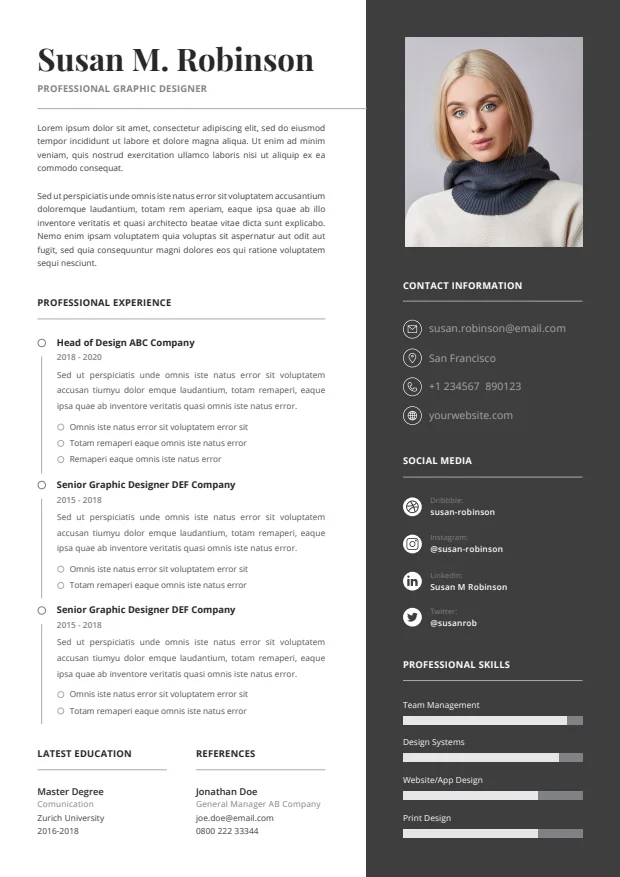 Susan M. Robinson
PROFESSIONAL GRAPHIC DESIGNER
Lorem ipsum dolor sit amet, consectetur adipiscing elit, sed do eiusmod
tempor incididunt ut labore et dolore magna aliqua. Ut enim ad minim
veniam, quis nostrud exercitation ullamco laboris nisi ut aliquip ex ea
commodo consequat.
Sed ut perspiciatis unde omnis iste natus error sit voluptatem accusantium
doloremque laudantium, totam rem aperiam, eaque ipsa quae ab illo
inventore veritatis et quasi architecto beatae vitae dicta sunt explicabo.
Nemo enim ipsam voluptatem quia voluptas sit aspernatur aut odit aut
fugit, sed quia consequuntur magni dolores eos qui ratione voluptatem
sequi nesciunt.
PROFESSIONAL EXPERIENCE
Head of Design ABC Company
2018 - 2020
Sed ut perspiciatis unde omnis iste natus error sit voluptatem
accusan tiumyu dolor emque laudantium, totam remaperi, eaque
ipsa quae ab inventore veritatis quasi omnis iste natus error.
Omnis iste natus error sit voluptatem error sit
Totam remaperi eaque omnis iste natus error
Remaperi eaque omnis iste natus error
Senior Graphic Designer DEF Company
2015 - 2018
Sed ut perspiciatis unde omnis iste natus error sit voluptatem
accusan tiumyu dolor emque laudantium, totam remaperi, eaque
ipsa quae ab inventore veritatis quasi omnis iste natus error.
Omnis iste natus error sit voluptatem error sit
Totam remaperi eaque omnis iste natus error
Senior Graphic Designer DEF Company
2015 - 2018
Sed ut perspiciatis unde omnis iste natus error sit voluptatem
accusan tiumyu dolor emque laudantium, totam remaperi, eaque
ipsa quae ab inventore veritatis quasi omnis iste natus error.
Omnis iste natus error sit voluptatem error sit
Totam remaperi eaque omnis iste natus error
LATEST EDUCATION
Master Degree
Comunication
Zurich University
2016-2018
REFERENCES
Jonathan Doe
General Manager AB Company
joe.doe@email.com
0800 222 33344
CONTACT INFORMATION
susan.robinson@email.com
San Francisco
+1 234567 890123
yourwebsite.com
SOCIAL MEDIA
Dribbble:
susan-robinson
Instagram:
@susan-robinson
in
Linkedin:
Susan M Robinson
Twitter:
@susanrob
PROFESSIONAL SKILLS
Team Management
Design Systems
Website/App Design
Print Design